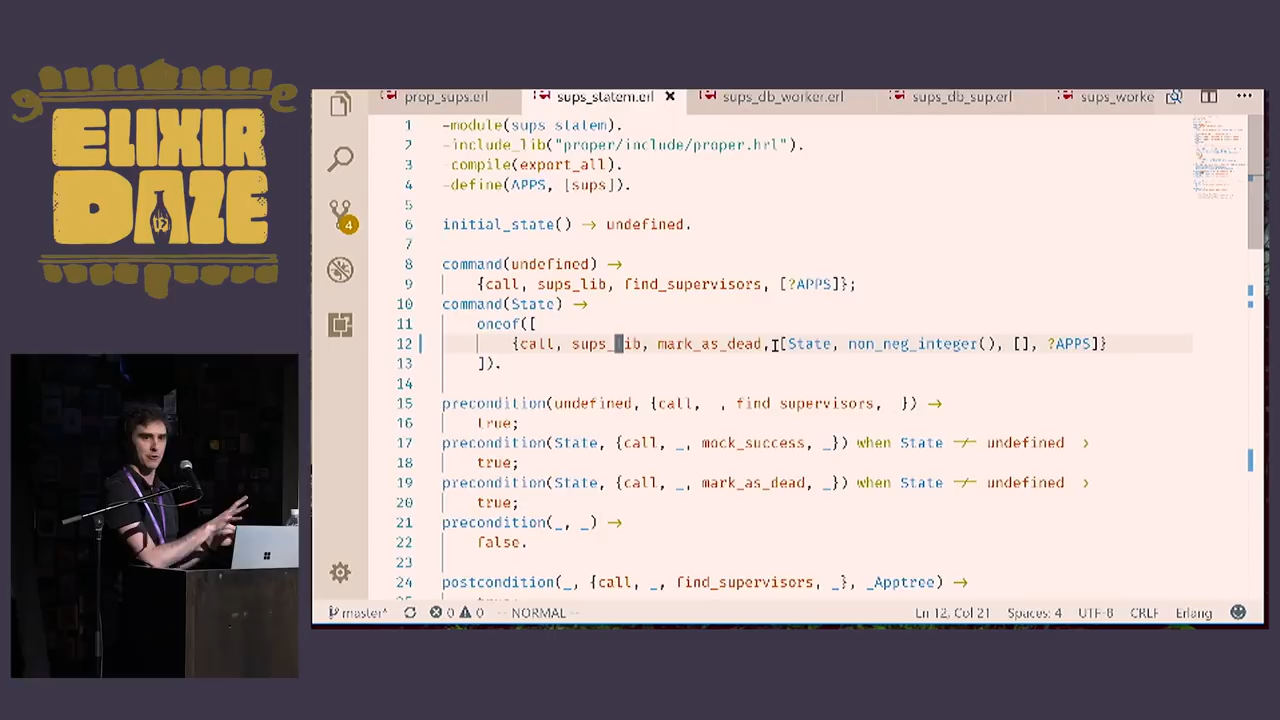 ELIXIR
DAZE
prop_sups.erl
sups_statem.erl
sups_db_worker.erl
sups_db_sup.erl
sups_worke
1 -module(sups_statem).
2 -include_lib("proper/include/proper.hrl").
3 -compile(export_all).
4 -define(APPS, [sups]).
5
6 initial_state() → undefined.
7
8 command(undefined) →
9 {call, sups_lib, find_supervisors, [?APPS]};
10 command(State) →
11 oneof([
12 {call, sups_lib, mark_as_dead, [State, non_neg_integer(), [], ?APPS]}
13 ]).
14
15 precondition(undefined, {call, _, find_supervisors, _}) →
16 true;
17 precondition(State, {call, _, mock_success, _}) when State =/= undefined →
18 true;
19 precondition(State, {call, _, mark_as_dead, _}) when State =/= undefined →
20 true;
21 precondition(_, _) →
22 false.
23
24 postcondition(_, {call, _, find_supervisors, _}, _Apptree) →
4
master*
0
0
-- NORMAL --
Ln 12, Col 21
Spaces: 4
UTF-8
CRLF
Erlang